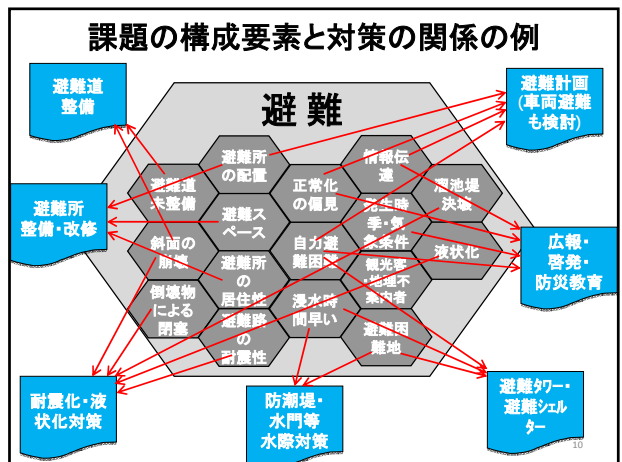 課題の構成要素と対策の関係の例
避難道
整備
避難計画
(車両避難
も検討)
避 難
避難所
の配置
情報伝
達
避難道
未整備
正常化
の偏見
溜池堤
決壊
避難所
整備・改修
避難ス
ペース
発生時
季・気
象条件
斜面の
崩壊
自力避
難困難
液状化
広報・
啓発・
防災教育
避難所
の
居住性
観光客
・地理不
案内者
倒壊物
による
閉塞
浸水時
間早い
避難路
の
耐震性
避難困
難地
耐震化・液
状化対策
防潮堤・
水門等
水際対策
避難タワー・
避難シェル
ター
10